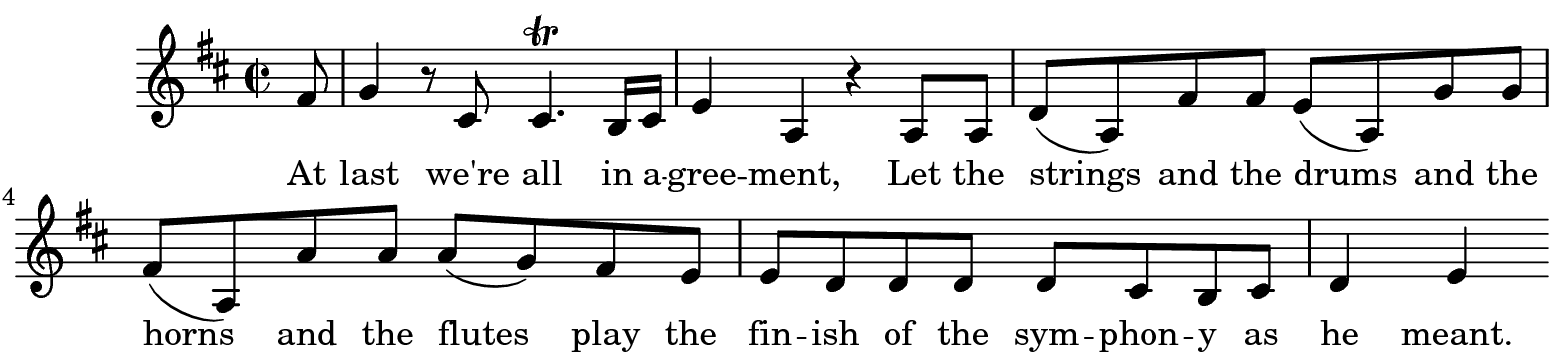 At last we're all in a-gree-ment, Let the strings and the drums and the
4
horns and the flutes play the fin-ish of the sym-phon-y as he meant.